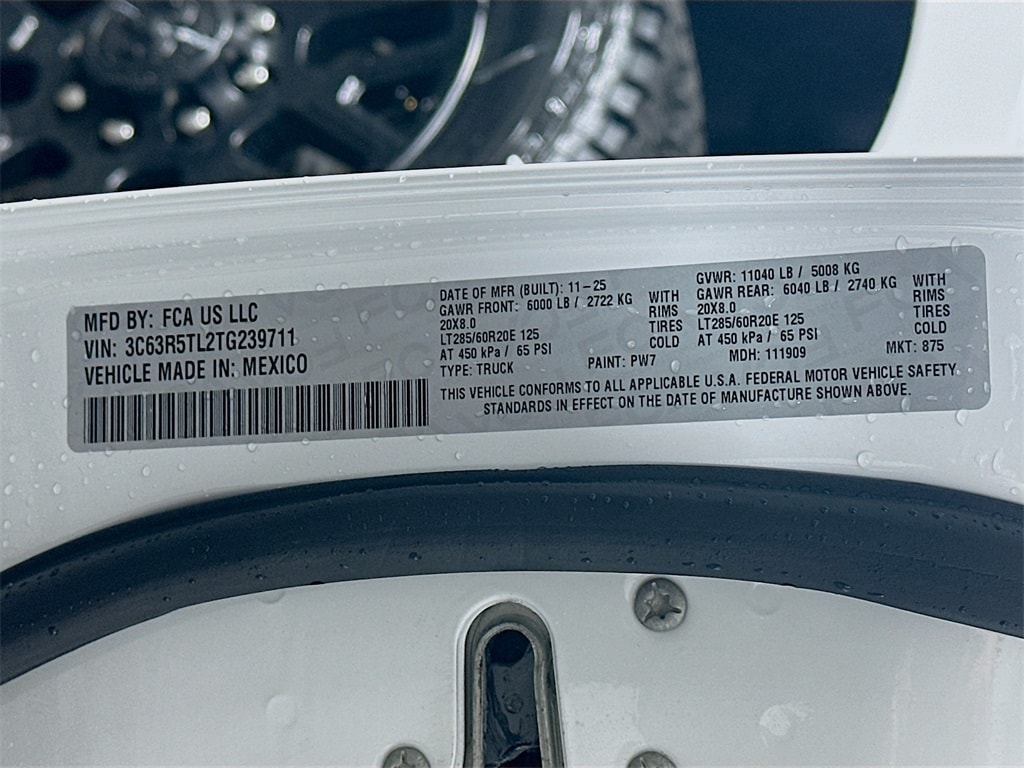 MFD BY: FCA US LLC
VIN: 3C63R5TL2TG239711
VEHICLE MADE IN: MEXICO
DATE OF MFR (BUILT): 11-25
GAWR FRONT: 6000 LB / 2722 KG
20X8.0
LT285/60R20E 125
AT 450 kPa / 65 PSI
WITH
RIMS
TIRES
COLD
TYPE: TRUCK
PAINT: PW7
GVWR: 11040 LB / 5008 KG
GAWR REAR: 6040 LB / 2740 KG
20X8.0
LT285/60R20E 125
AT 450 kPa / 65 PSI
WITH
RIMS
TIRES
COLD
MDH: 111909
MKT: 875
THIS VEHICLE CONFORMS TO ALL APPLICABLE U.S.A. FEDERAL MOTOR VEHICLE SAFETY
STANDARDS IN EFFECT ON THE DATE OF MANUFACTURE SHOWN ABOVE.